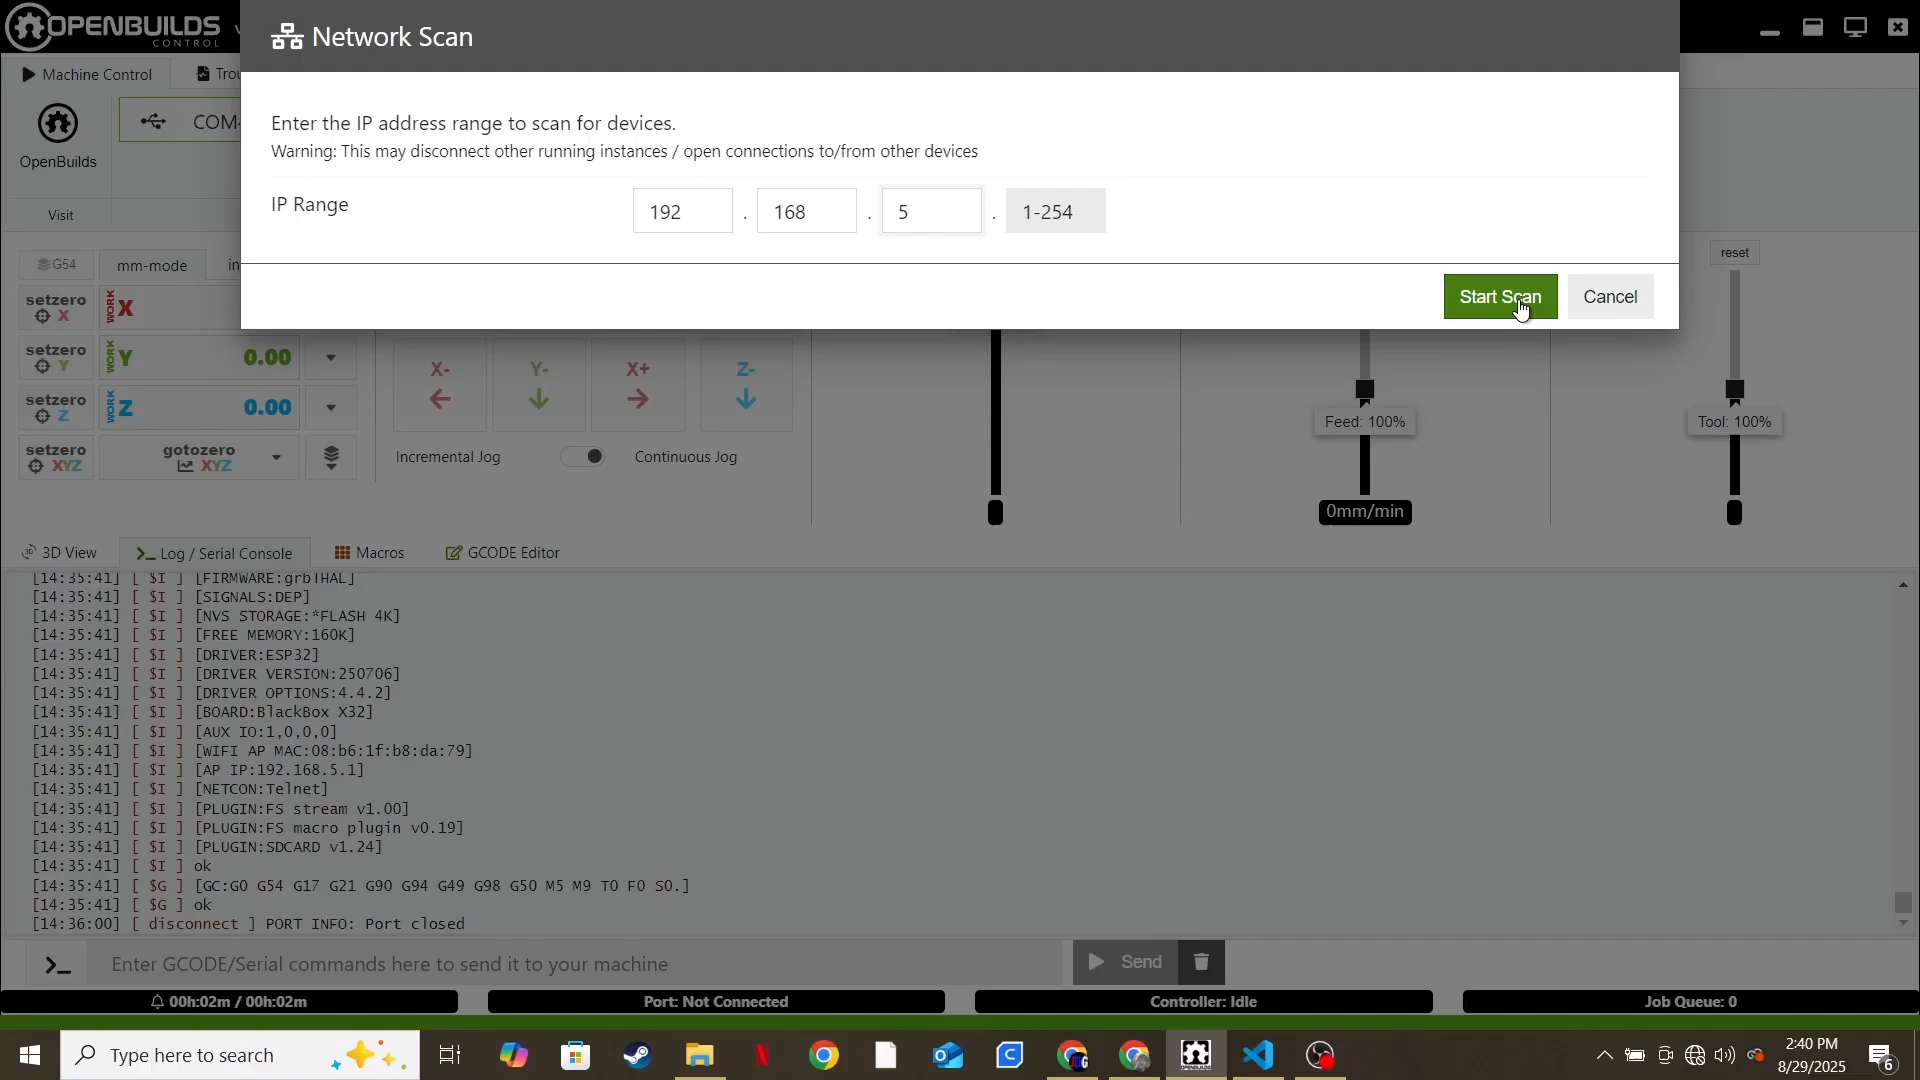 OPENBUILDS
CONTROL
Network Scan
Machine Control
Trou
OpenBuilds
COM
Visit
Enter the IP address range to scan for devices.
Warning: This may disconnect other running instances / open connections to/from other devices
IP Range
192 . 168 . 5 . 1-254
Start Scan
Cancel
G54
mm-mode
in
reset
setzero
X
WORK
X
setzero
Y
WORK
Y
0.00
setzero
Z
WORK
Z
0.00
setzero
XYZ
gotozero
XYZ
X-
Y-
X+
Z-
Incremental Jog
Continuous Jog
Feed: 100%
Tool: 100%
0mm/min
3D View
Log / Serial Console
Macros
GCODE Editor
[14:35:41] [ $I ] [FIRMWARE:grblHAL]
[14:35:41] [ $I ] [SIGNALS:DEP]
[14:35:41] [ $I ] [NVS STORAGE:*FLASH 4K]
[14:35:41] [ $I ] [FREE MEMORY:160K]
[14:35:41] [ $I ] [DRIVER:ESP32]
[14:35:41] [ $I ] [DRIVER VERSION:250706]
[14:35:41] [ $I ] [DRIVER OPTIONS:4.4.2]
[14:35:41] [ $I ] [BOARD:BlackBox X32]
[14:35:41] [ $I ] [AUX IO:1,0,0,0]
[14:35:41] [ $I ] [WIFI AP MAC:08:b6:1f:b8:da:79]
[14:35:41] [ $I ] [AP IP:192.168.5.1]
[14:35:41] [ $I ] [NETCON:Telnet]
[14:35:41] [ $I ] [PLUGIN:FS stream v1.00]
[14:35:41] [ $I ] [PLUGIN:FS macro plugin v0.19]
[14:35:41] [ $I ] [PLUGIN:SDCARD v1.24]
[14:35:41] [ $I ] ok
[14:35:41] [ $G ] [GC:G0 G54 G17 G21 G90 G94 G49 G98 G50 M5 M9 T0 F0 S0.]
[14:35:41] [ $G ] ok
[14:36:00] [ disconnect ] PORT INFO: Port closed
Enter GCODE/Serial commands here to send it to your machine
Send
00h:02m / 00h:02m
Port: Not Connected
Controller: Idle
Job Queue: 0
Type here to search
2:40 PM
8/29/2025
6